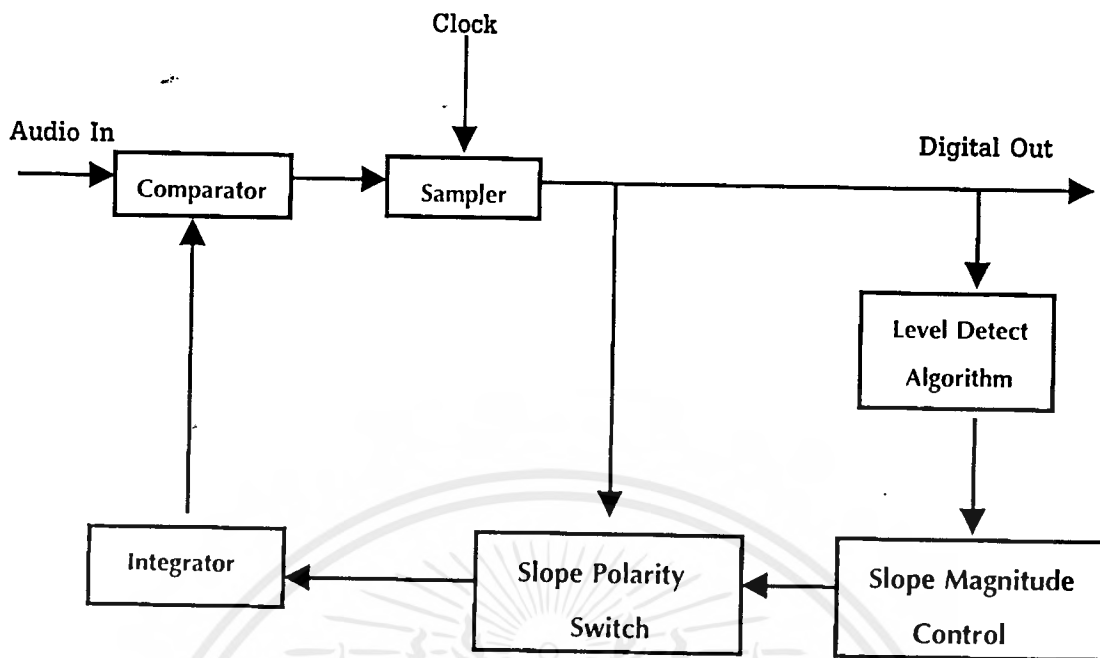 Clock
Audio In
Digital Out
Comparator
Sampler
Level Detect
Algorithm
Integrator
Slope Polarity
Switch
Slope Magnitude
Control